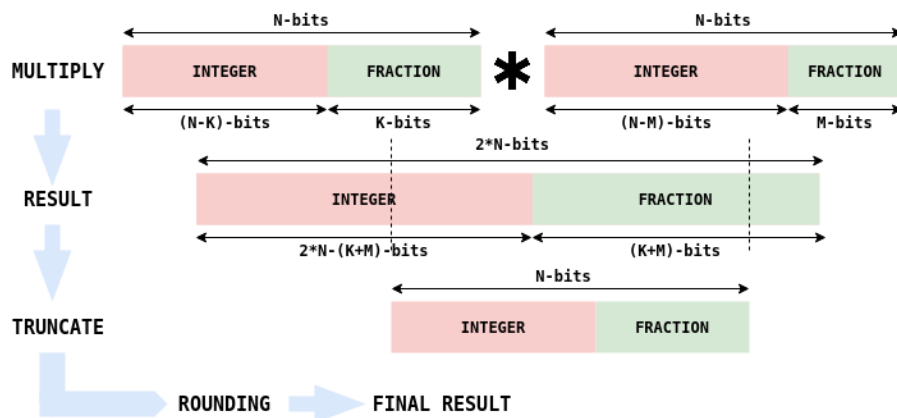 N-bits N-bits
MULTIPLY INTEGER FRACTION * INTEGER FRACTION
(N-K)-bits K-bits (N-M)-bits M-bits
2*N-bits
RESULT INTEGER FRACTION
2*N-(K+M)-bits (K+M)-bits
N-bits
TRUNCATE INTEGER FRACTION
ROUNDING FINAL RESULT